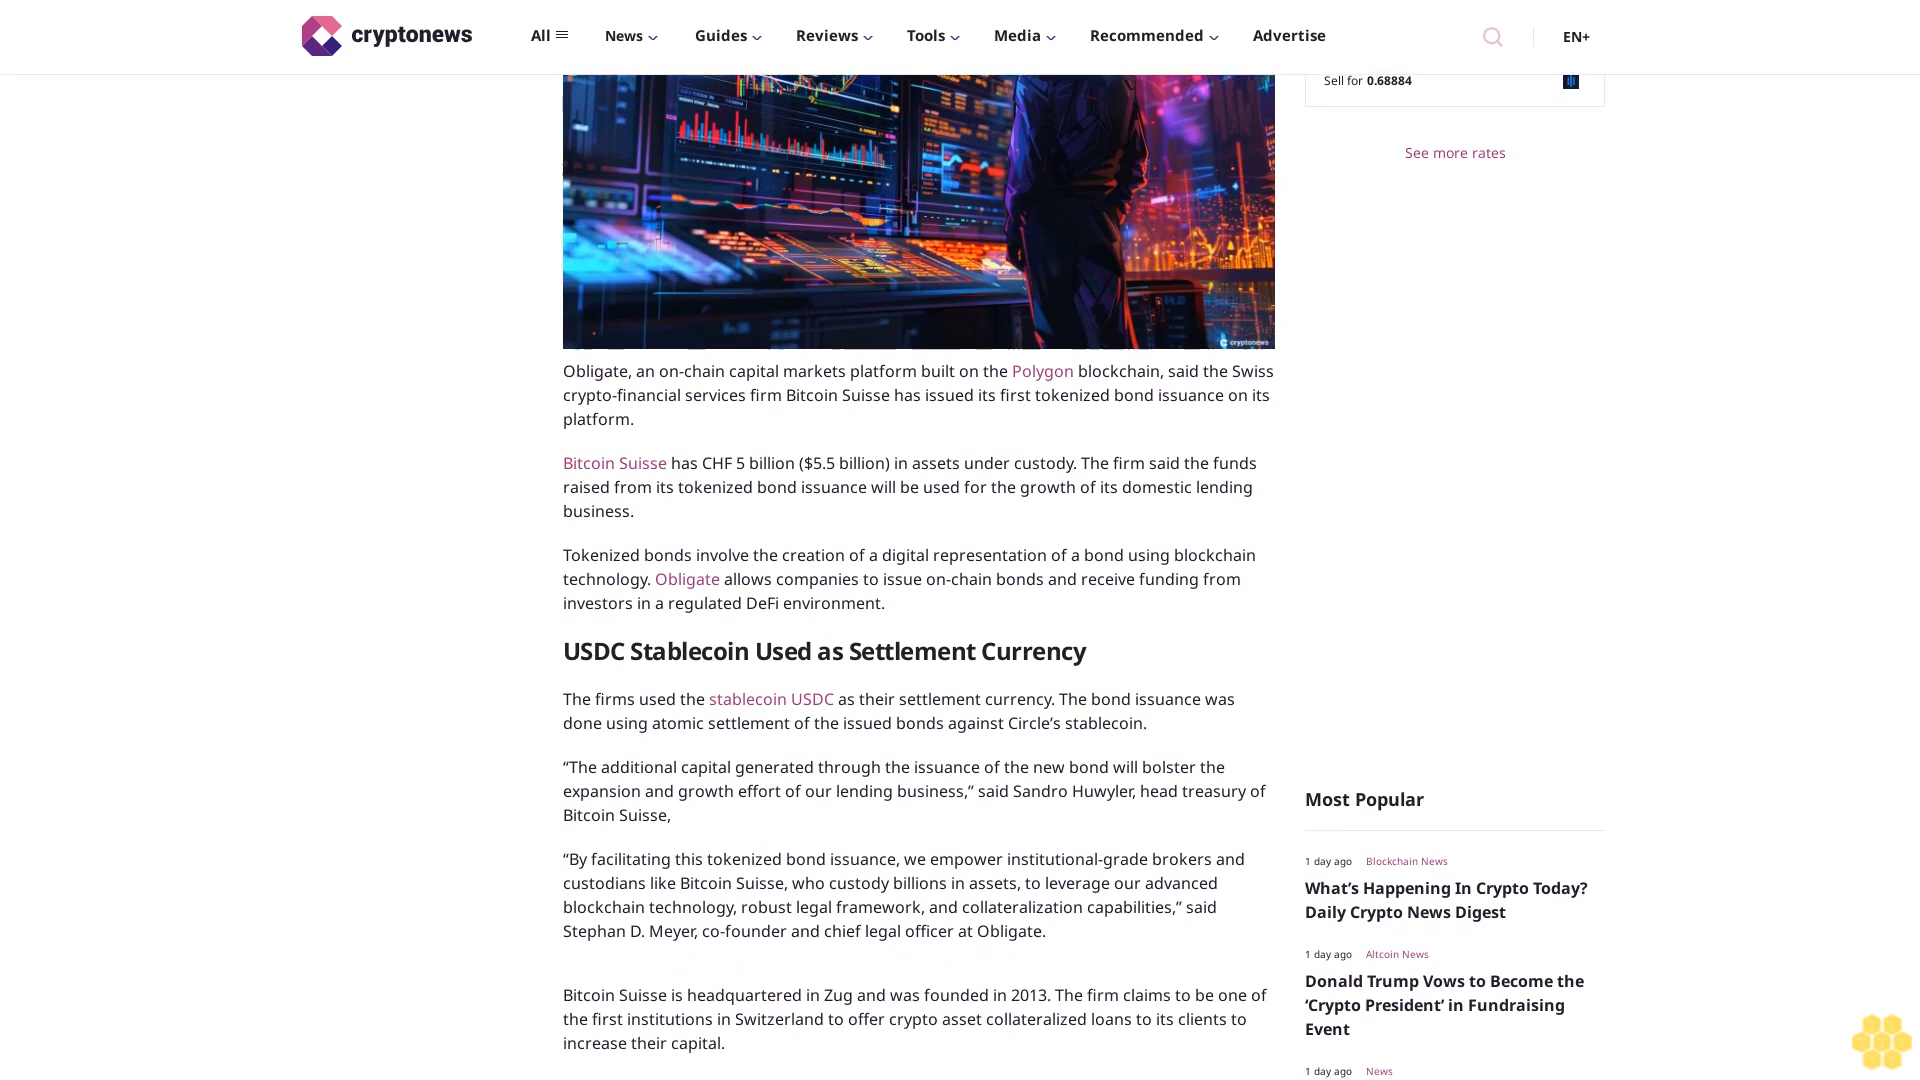 cryptonews
All
News
Guides
Reviews
Tools
Media
Recommended
Advertise
EN+
Sell for 0.68884
See more rates
cryptonews
Obligate, an on-chain capital markets platform built on the Polygon blockchain, said the Swiss
crypto-financial services firm Bitcoin Suisse has issued its first tokenized bond issuance on its
platform.
Bitcoin Suisse has CHF 5 billion ($5.5 billion) in assets under custody. The firm said the funds
raised from its tokenized bond issuance will be used for the growth of its domestic lending
business.
Tokenized bonds involve the creation of a digital representation of a bond using blockchain
technology. Obligate allows companies to issue on-chain bonds and receive funding from
investors in a regulated DeFi environment.
USDC Stablecoin Used as Settlement Currency
The firms used the stablecoin USDC as their settlement currency. The bond issuance was
done using atomic settlement of the issued bonds against Circle’s stablecoin.
“The additional capital generated through the issuance of the new bond will bolster the
expansion and growth effort of our lending business,” said Sandro Huwyler, head treasury of
Bitcoin Suisse,
“By facilitating this tokenized bond issuance, we empower institutional-grade brokers and
custodians like Bitcoin Suisse, who custody billions in assets, to leverage our advanced
blockchain technology, robust legal framework, and collateralization capabilities,” said
Stephan D. Meyer, co-founder and chief legal officer at Obligate.
Bitcoin Suisse is headquartered in Zug and was founded in 2013. The firm claims to be one of
the first institutions in Switzerland to offer crypto asset collateralized loans to its clients to
increase their capital.
Most Popular
1 day ago Blockchain News
What’s Happening In Crypto Today?
Daily Crypto News Digest
1 day ago Altcoin News
Donald Trump Vows to Become the
‘Crypto President’ in Fundraising
Event
1 day ago News